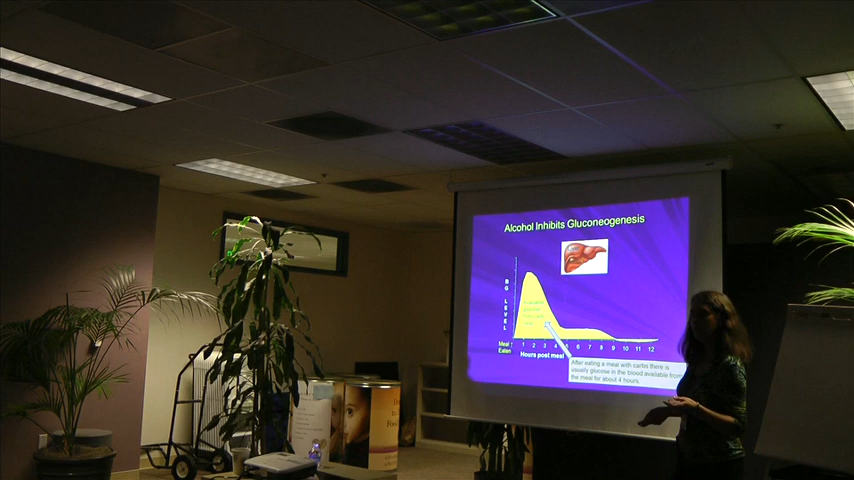 Alcohol Inhibits Gluconeogenesis
BG LEVEL
Meal
Eaten
1 2 3 4 5 6 7 8 9 10 11 12
Hours post meal
After eating a meal with carbs there is
usually glucose in the blood available from
the meal for about 4 hours.